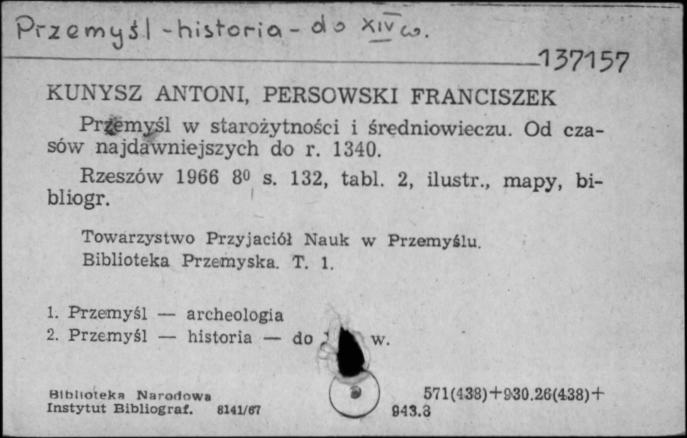 Przemyśl - historia - do XIV w.
137157
KUNYSZ ANTONI, PERSOWSKI FRANCISZEK
Przemyśl w starożytności i średniowieczu. Od cza-
sów najdawniejszych do r. 1340.
Rzeszów 1966 8⁰ s. 132, tabl. 2, ilustr., mapy, bi-
bliogr.
Towarzystwo Przyjaciół Nauk w Przemyślu.
Biblioteka Przemyska. T. 1.
1. Przemyśl — archeologia
2. Przemyśl — historia — do w.
Biblioteka Narodowa 571(438)+930.26(438)+
Instytut Bibliograf. 8141/67 943.8